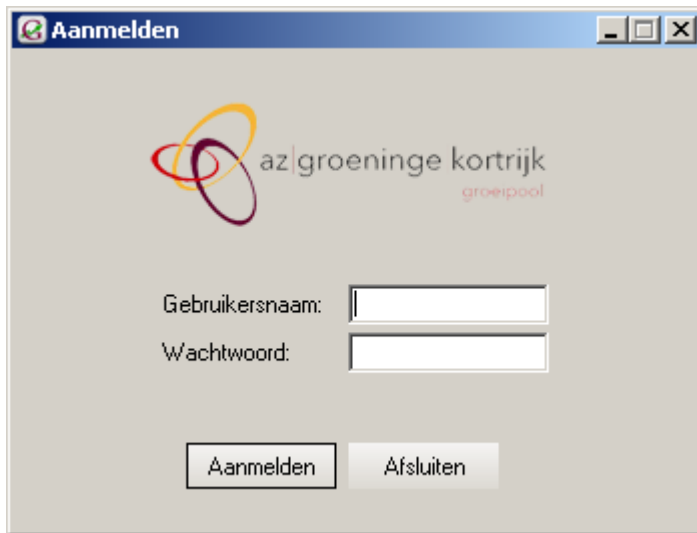 Aanmelden
az|groeninge kortrijk
groeipool
Gebruikersnaam:
Wachtwoord:
Aanmelden Afsluiten